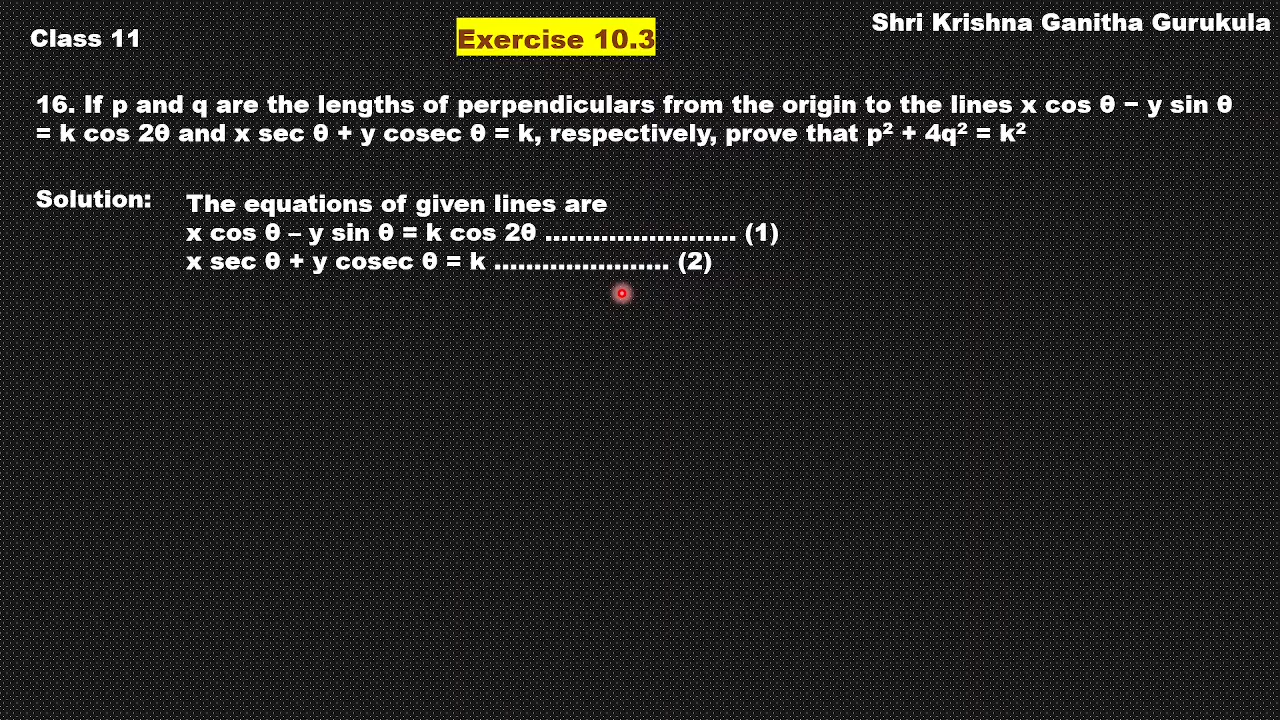 Shri Krishna Ganitha Gurukula
Class 11
Exercise 10.3
16. If p and q are the lengths of perpendiculars from the origin to the lines x cos θ − y sin θ
= k cos 2θ and x sec θ + y cosec θ = k, respectively, prove that p² + 4q² = k²
Solution:
The equations of given lines are
x cos θ – y sin θ = k cos 2θ ........................ (1)
x sec θ + y cosec θ = k ...................... (2)